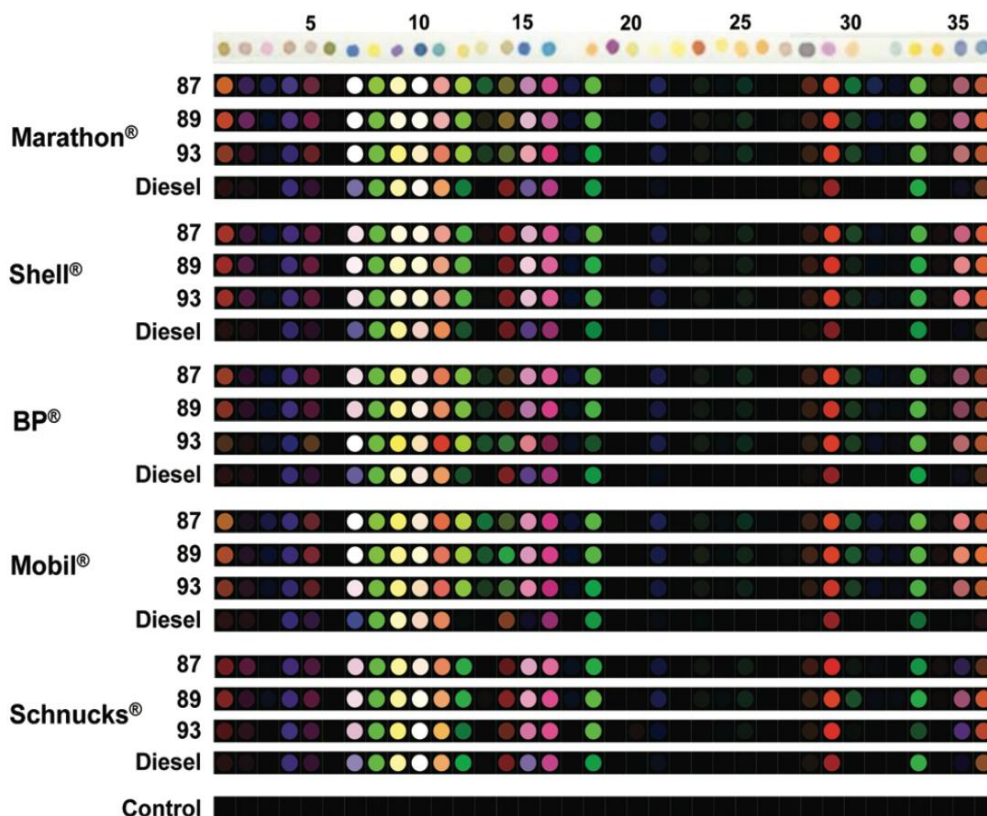 5 10 15 20 25 30 35
87
Marathon® 89
93
Diesel
87
Shell® 89
93
Diesel
87
BP® 89
93
Diesel
87
Mobil® 89
93
Diesel
87
Schnucks® 89
93
Diesel
Control